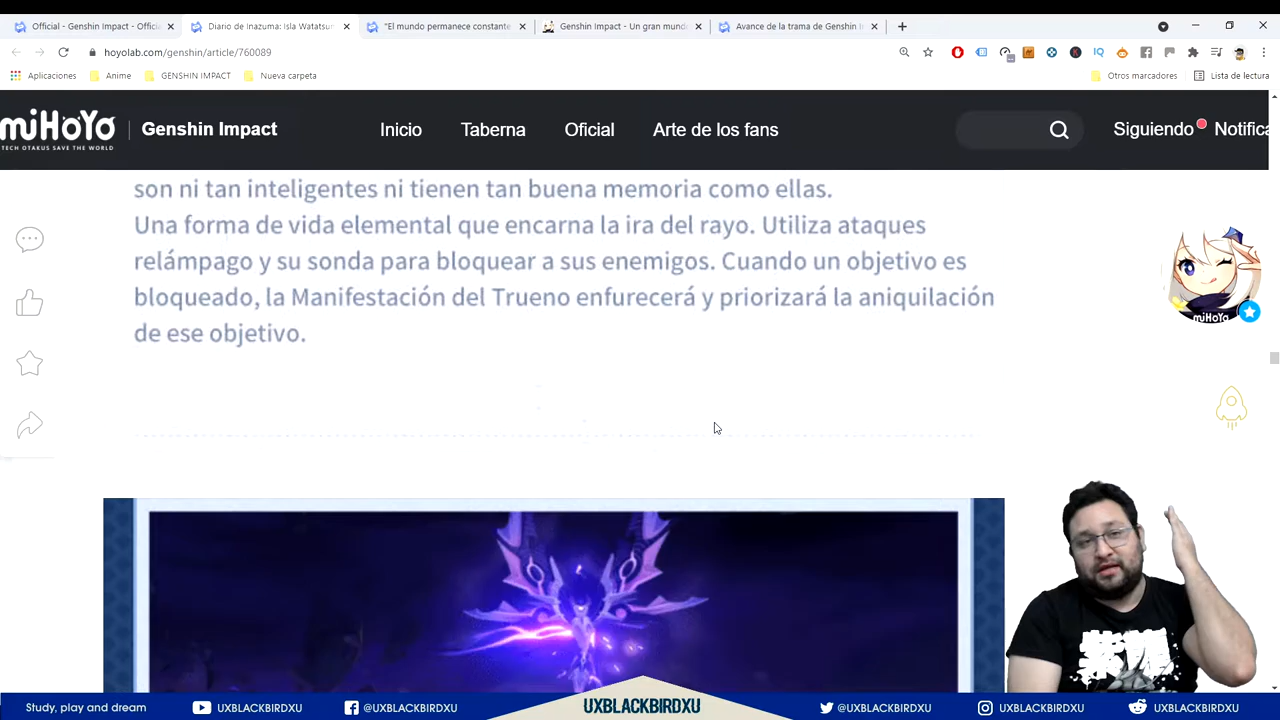 Official - Genshin Impact - Officia
Diario de Inazuma: Isla Watatsum
"El mundo permanece constante
Genshin Impact - Un gran mundo
Avance de la trama de Genshin I
hoyolab.com/genshin/article/760089
Aplicaciones
Anime
GENSHIN IMPACT
Nueva carpeta
Otros marcadores
Lista de lectura
miHoYo
TECH OTAKUS SAVE THE WORLD
Genshin Impact
Inicio
Taberna
Oficial
Arte de los fans
Siguiendo
Notifica
son ni tan inteligentes ni tienen tan buena memoria como ellas.
Una forma de vida elemental que encarna la ira del rayo. Utiliza ataques
relámpago y su sonda para bloquear a sus enemigos. Cuando un objetivo es
bloqueado, la Manifestación del Trueno enfurecerá y priorizará la aniquilación
de ese objetivo.
miHoYo
Study, play and dream
UXBLACKBIRDXU
@UXBLACKBIRDXU
UXBLACKBIRDXU
@UXBLACKBIRDXU
UXBLACKBIRDXU
UXBLACKBIRDXU